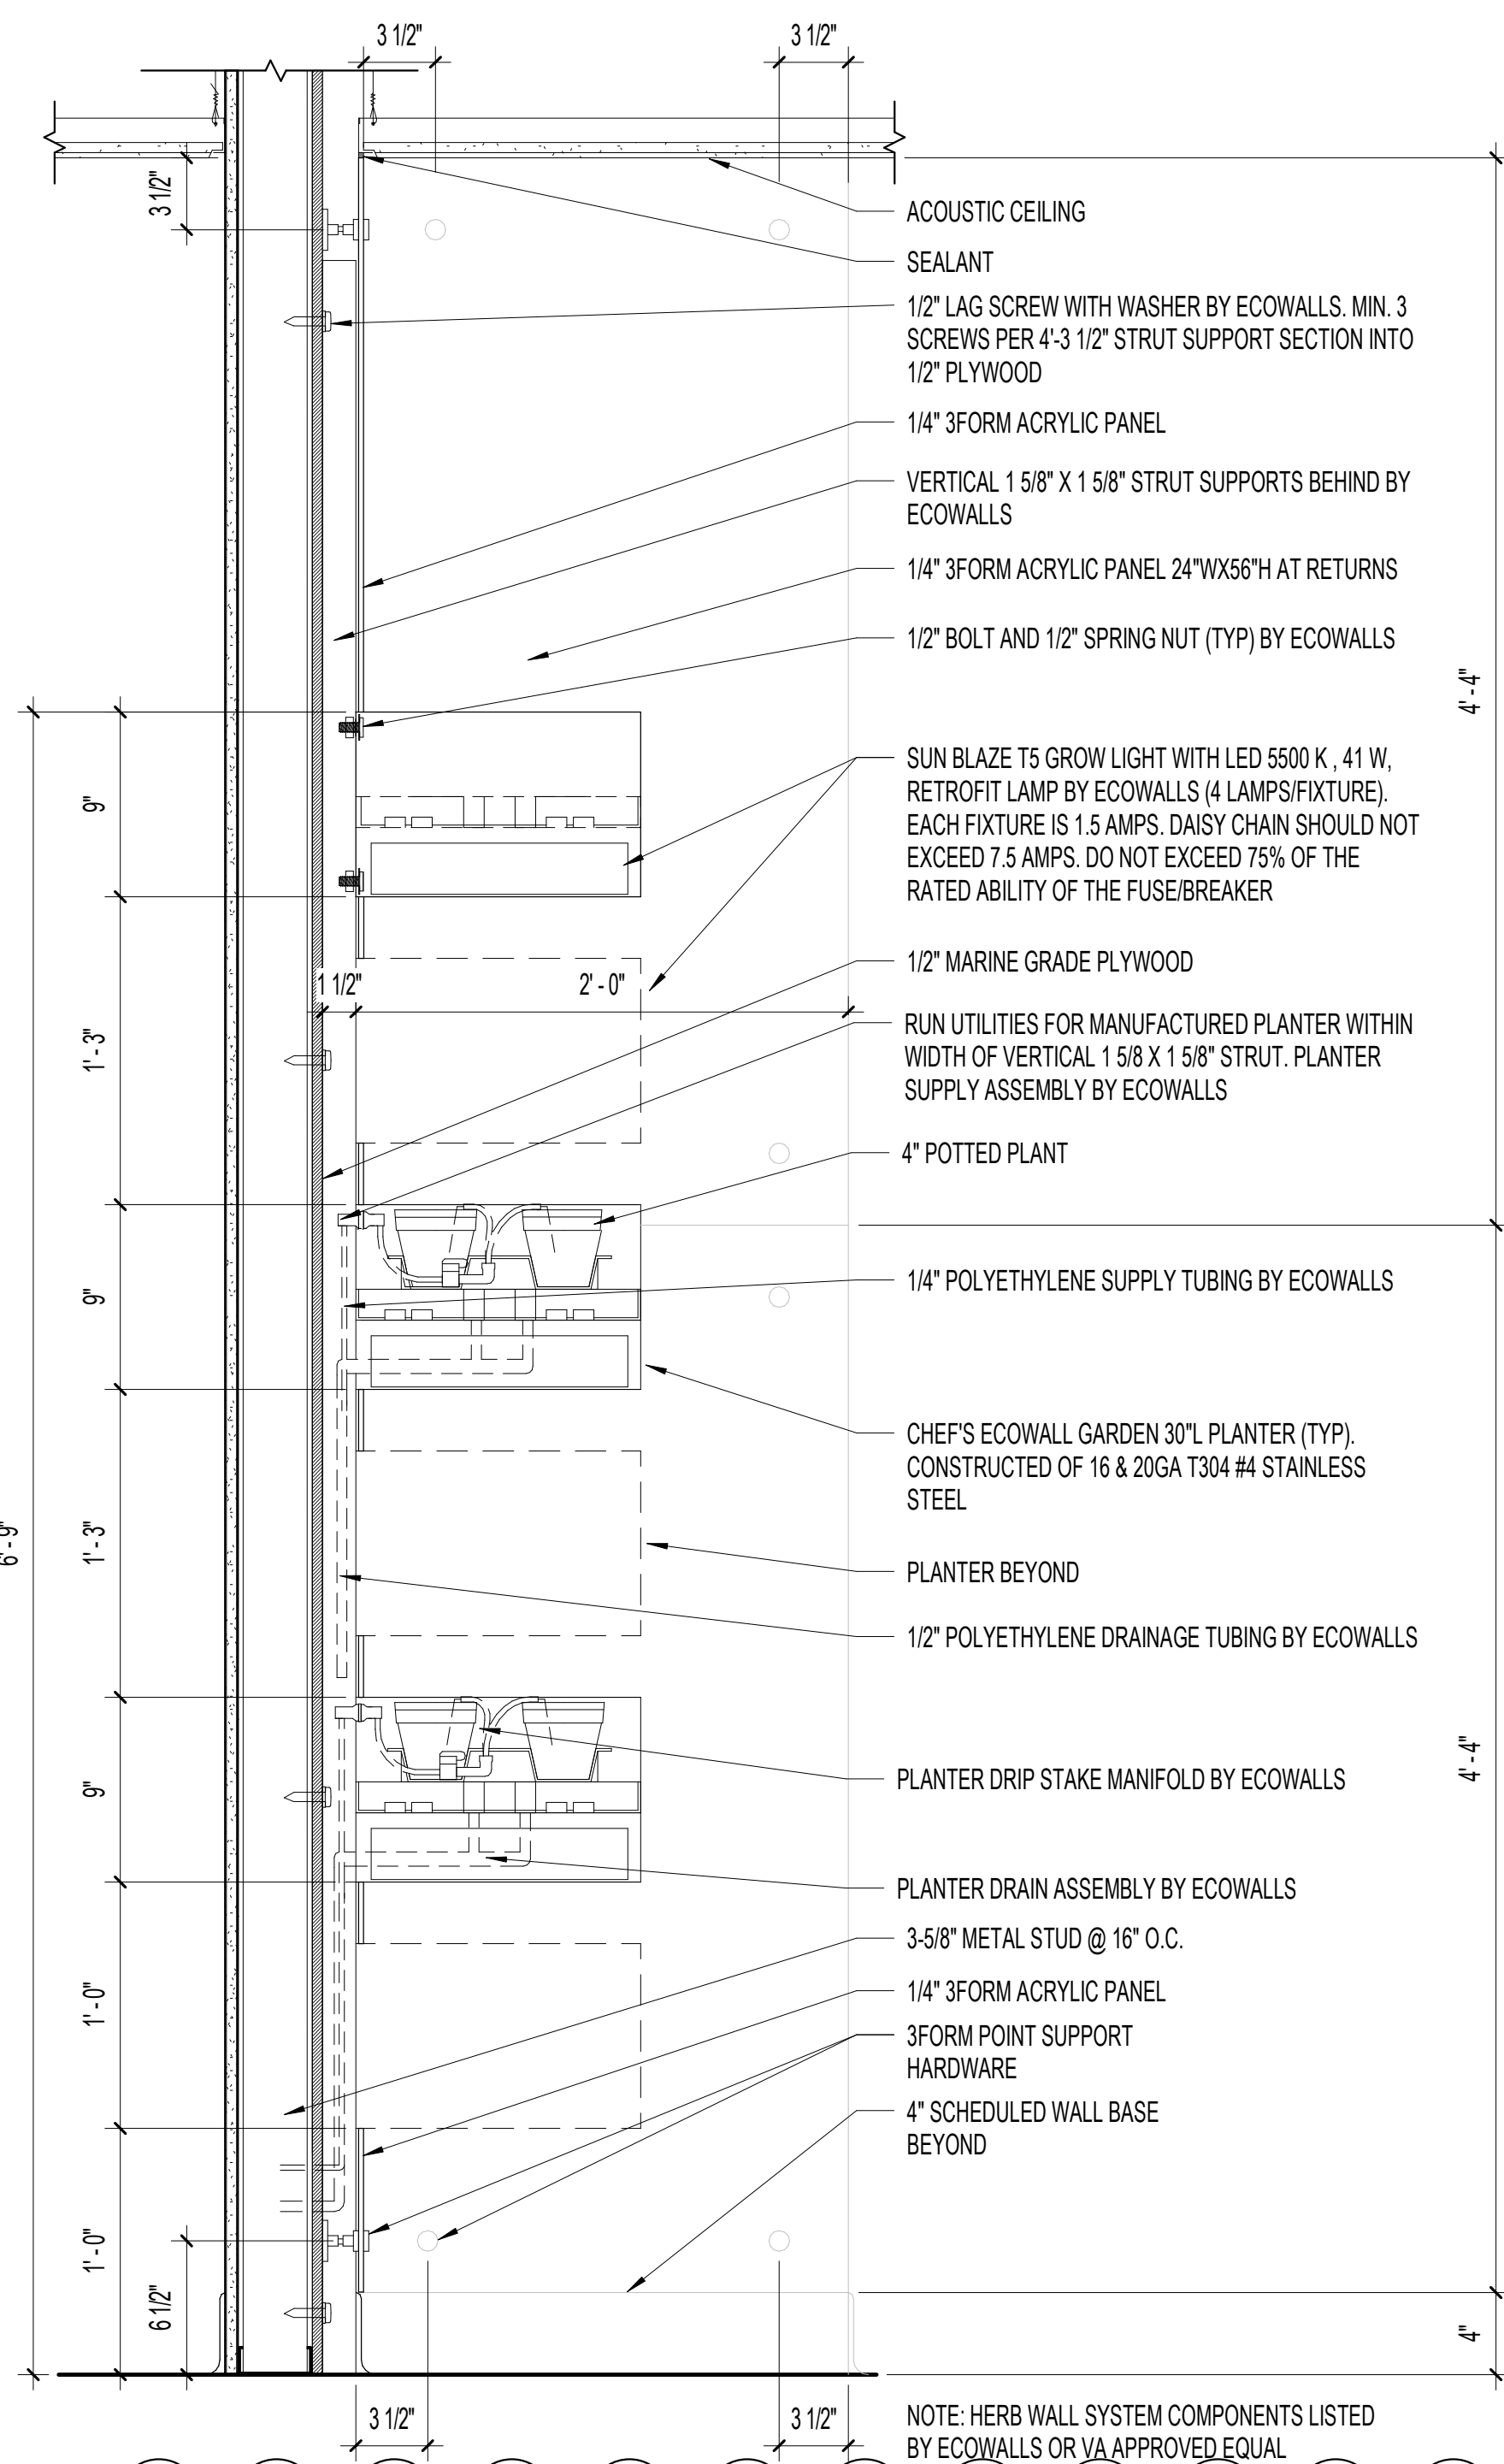 3 1/2"
3 1/2"
3 1/2"
ACOUSTIC CEILING
SEALANT
1/2" LAG SCREW WITH WASHER BY ECOWALLS. MIN. 3
SCREWS PER 4'-3 1/2" STRUT SUPPORT SECTION INTO
1/2" PLYWOOD
1/4" 3FORM ACRYLIC PANEL
VERTICAL 1 5/8" X 1 5/8" STRUT SUPPORTS BEHIND BY
ECOWALLS
1/4" 3FORM ACRYLIC PANEL 24"WX56"H AT RETURNS
1/2" BOLT AND 1/2" SPRING NUT (TYP) BY ECOWALLS
4' - 4"
SUN BLAZE T5 GROW LIGHT WITH LED 5500 K , 41 W,
RETROFIT LAMP BY ECOWALLS (4 LAMPS/FIXTURE).
EACH FIXTURE IS 1.5 AMPS. DAISY CHAIN SHOULD NOT
EXCEED 7.5 AMPS. DO NOT EXCEED 75% OF THE
RATED ABILITY OF THE FUSE/BREAKER
9"
1/2" MARINE GRADE PLYWOOD
1 1/2"
2' - 0"
RUN UTILITIES FOR MANUFACTURED PLANTER WITHIN
WIDTH OF VERTICAL 1 5/8 X 1 5/8" STRUT. PLANTER
SUPPLY ASSEMBLY BY ECOWALLS
1' - 3"
4" POTTED PLANT
1/4" POLYETHYLENE SUPPLY TUBING BY ECOWALLS
9"
CHEF'S ECOWALL GARDEN 30"L PLANTER (TYP).
CONSTRUCTED OF 16 & 20GA T304 #4 STAINLESS
STEEL
6' - 9"
1' - 3"
PLANTER BEYOND
1/2" POLYETHYLENE DRAINAGE TUBING BY ECOWALLS
4' - 4"
9"
PLANTER DRIP STAKE MANIFOLD BY ECOWALLS
PLANTER DRAIN ASSEMBLY BY ECOWALLS
3-5/8" METAL STUD @ 16" O.C.
1' - 0"
1/4" 3FORM ACRYLIC PANEL
3FORM POINT SUPPORT
HARDWARE
4" SCHEDULED WALL BASE
BEYOND
1' - 0"
6 1/2"
4"
3 1/2"
3 1/2"
NOTE: HERB WALL SYSTEM COMPONENTS LISTED
BY ECOWALLS OR VA APPROVED EQUAL